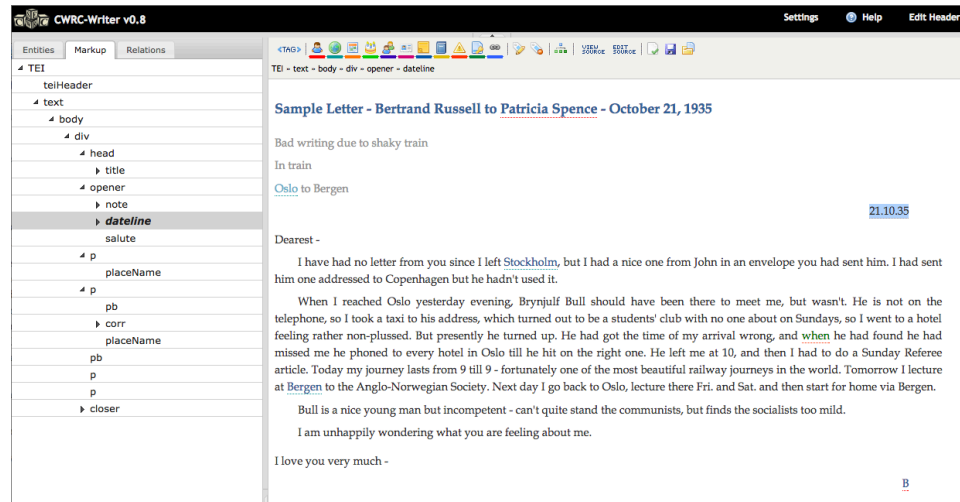 CWRC-Writer v0.8
Settings
Help
Edit Header
Entities
Markup
Relations
TEI
teiHeader
text
body
div
head
title
opener
note
dateline
salute
p
placeName
p
pb
corr
placeName
pb
p
p
closer
<TAG>
VIEW SOURCE
EDIT SOURCE
TEI - text - body - div - opener - dateline
Sample Letter - Bertrand Russell to Patricia Spence - October 21, 1935
Bad writing due to shaky train
In train
Oslo to Bergen
21.10.35
Dearest -
I have had no letter from you since I left Stockholm, but I had a nice one from John in an envelope you had sent him. I had sent
him one addressed to Copenhagen but he hadn't used it.
When I reached Oslo yesterday evening, Brynjulf Bull should have been there to meet me, but wasn't. He is not on the
telephone, so I took a taxi to his address, which turned out to be a students' club with no one about on Sundays, so I went to a hotel
feeling rather non-plussed. But presently he turned up. He had got the time of my arrival wrong, and when he had found he had
missed me he phoned to every hotel in Oslo till he hit on the right one. He left me at 10, and then I had to do a Sunday Referee
article. Today my journey lasts from 9 till 9 - fortunately one of the most beautiful railway journeys in the world. Tomorrow I lecture
at Bergen to the Anglo-Norwegian Society. Next day I go back to Oslo, lecture there Fri. and Sat. and then start for home via Bergen.
Bull is a nice young man but incompetent - can't quite stand the communists, but finds the socialists too mild.
I am unhappily wondering what you are feeling about me.
I love you very much -
B